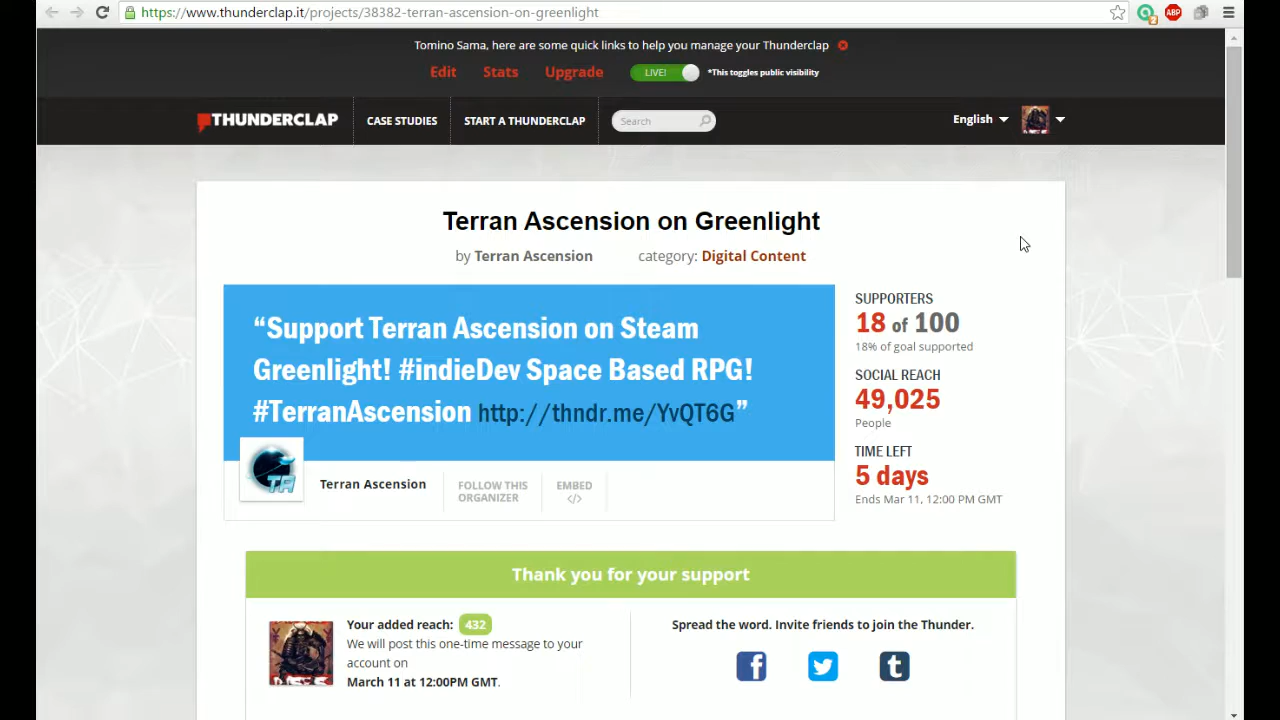 https://www.thunderclap.it/projects/38382-terran-ascension-on-greenlight
2
ABP
Tomino Sama, here are some quick links to help you manage your Thunderclap
Edit
Stats
Upgrade
LIVE!
*This toggles public visibility
THUNDERCLAP
CASE STUDIES
START A THUNDERCLAP
Search
English
Terran Ascension on Greenlight
by Terran Ascension
category: Digital Content
“Support Terran Ascension on Steam
Greenlight! #indieDev Space Based RPG!
#TerranAscension http://thndr.me/YvQT6G”
SUPPORTERS
18 of 100
18% of goal supported
SOCIAL REACH
49,025
People
TIME LEFT
5 days
Ends Mar 11, 12:00 PM GMT
TA
Terran Ascension
FOLLOW THIS
ORGANIZER
EMBED
</>
Thank you for your support
Your added reach: 432
We will post this one-time message to your
account on
March 11 at 12:00PM GMT.
Spread the word. Invite friends to join the Thunder.